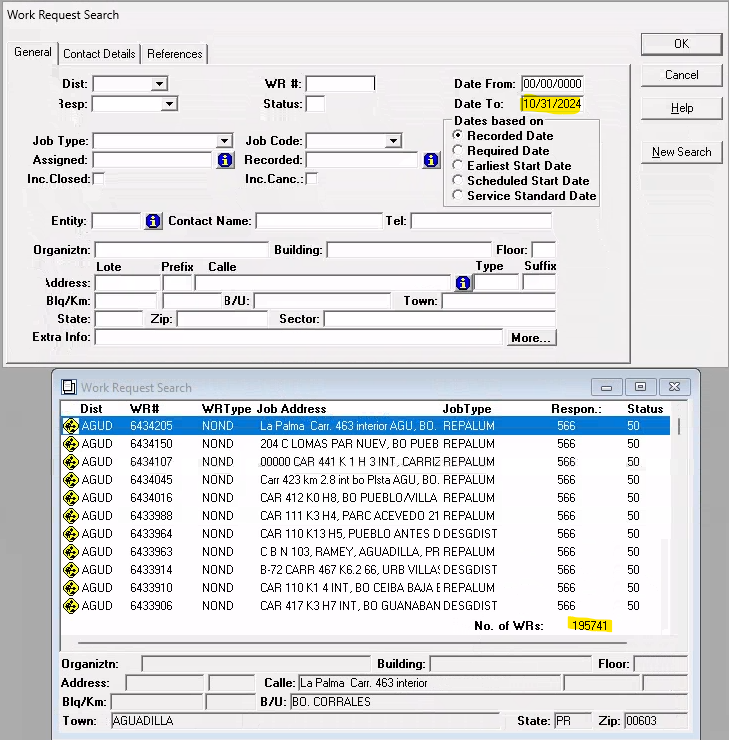 Work Request Search
General Contact Details References
OK
Cancel
Help
New Search
Dist: WR #: Date From: 00/00/0000
Resp: Status: Date To: 10/31/2024
Dates based on
Recorded Date
Required Date
Earliest Start Date
Scheduled Start Date
Service Standard Date
Job Type: Job Code:
Assigned: Recorded:
Inc.Closed: Inc.Canc.:
Entity: Contact Name: Tel:
Organiztn: Building: Floor:
Lote Prefix Calle Type Suffix
Address:
Blq/Km: B/U: Town:
State: Zip: Sector:
Extra Info: More...
Work Request Search
Dist WR# WRType Job Address JobType Respon.: Status
AGUD 6434205 NOND La Palma Carr. 463 interior AGU, BO. REPALUM 566 50
AGUD 6434150 NOND 204 C LOMAS PAR NUEV, BO PUEB REPALUM 566 50
AGUD 6434107 NOND .00000 CAR 441 K 1 H 3 INT, CARRIZ REPALUM 566 50
AGUD 6434045 NOND Carr 423 km 2.8 int bo Plsta AGUD, BO. REPALUM 566 50
AGUD 6434016 NOND CAR 412 K0 H8, BO PUEBLO/VILLA REPALUM 566 50
AGUD 6433988 NOND CAR 111 K3 H4, PARC ACEVEDO 21 REPALUM 566 50
AGUD 6433964 NOND CAR 110 K13 H5, PUEBLO ANTES D DESGDIST 566 50
AGUD 6433963 NOND C B N 103, RAMEY, AGUADILLA, PR REPALUM 566 50
AGUD 6433914 NOND B-72 CARR 467 K6.2 66, URB VILLAS DESGDIST 566 50
AGUD 6433910 NOND CAR 110 K1 4 INT, BO CEIBA BAJA E REPALUM 566 50
AGUD 6433906 NOND CAR 417 K3 H7 INT, BO GUANABAN DESGDIST 566 50
No. of WRs: 195741
Organiztn: Building: Floor:
Address: Calle: La Palma Carr. 463 interior
Blq/Km: B/U: BO. CORRALES
Town: AGUADILLA State: PR Zip: 00603